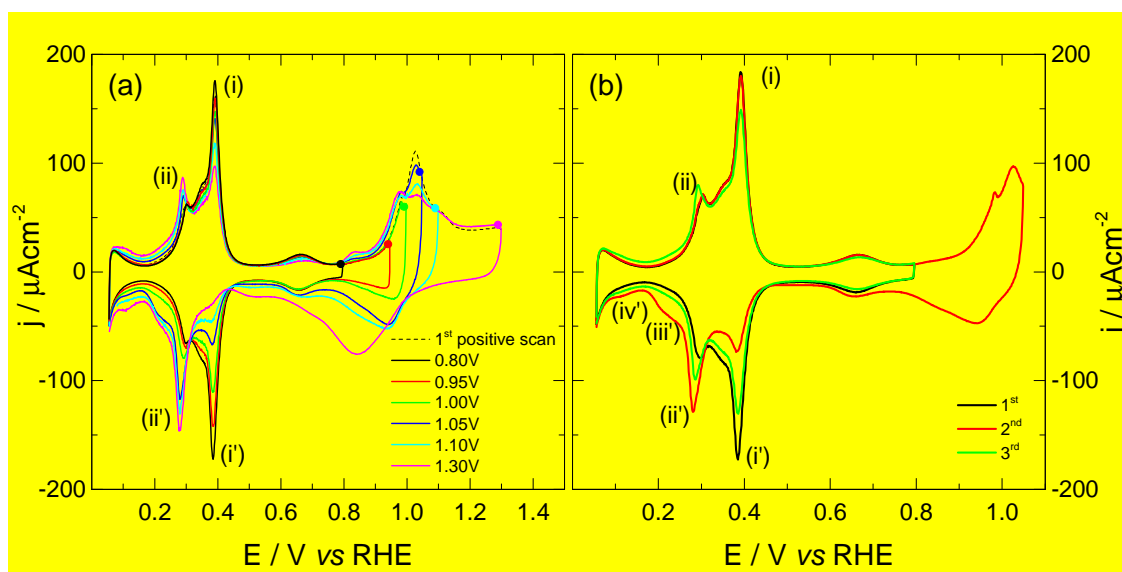 (a)
(i)
(ii)
(ii')
(i')
1st positive scan
0.80V
0.95V
1.00V
1.05V
1.10V
1.30V
200
100
0
-100
-200
j / μAcm-2
0.2 0.4 0.6 0.8 1.0 1.2 1.4
E / V vs RHE
(b)
(i)
(ii)
(iv')
(iii')
(ii')
(i')
1st
2nd
3rd
200
100
0
-100
-200
j / μAcm-2
0.2 0.4 0.6 0.8 1.0
E / V vs RHE